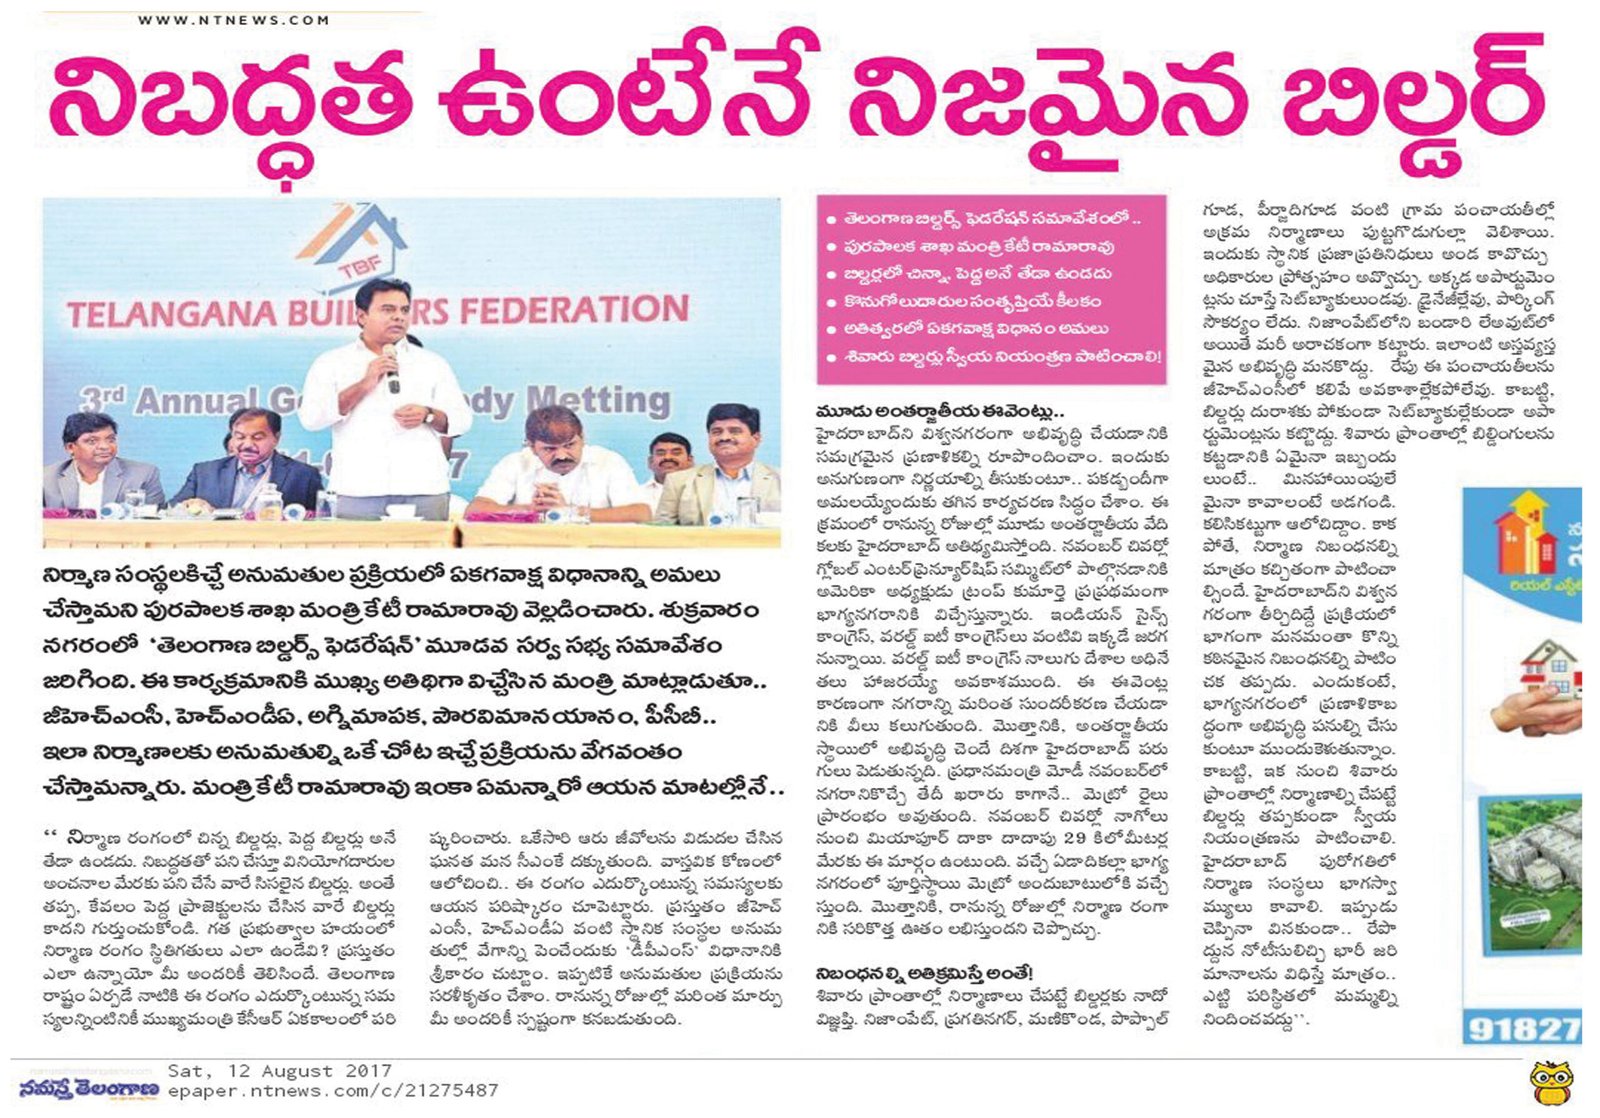 WWW.NTNEWS.COM
నిబద్ధత ఉంటేనే నిజమైన బిల్డర్
TBF
TELANGANA BUIL RS FEDERATION
3rd Annual Ge dy Metting
• తెలంగాణ బిల్డర్స్ ఫెడరేషన్ సమావేశంలో..
• పురపాలక శాఖ మంత్రి కేటీ రామారావు
• బిల్డర్లలో చిన్నా, పెద్ద అనే తేడా ఉండదు
• కొనుగోలుదారుల సంతృప్తియే కీలకం
• అతిత్వరలో ఏకగవాక్ష విధానం అమలు
• శివారు బిల్డర్లు స్వీయ నియంత్రణ పాటించాలి!
నిర్మాణ సంస్థలకిచ్చే అనుమతుల ప్రక్రియలో ఏకగవాక్ష విధానాన్ని అమలు
చేస్తామని పురపాలక శాఖ మంత్రి కేటీ రామారావు వెల్లడించారు. శుక్రవారం
నగరంలో ‘తెలంగాణ బిల్డర్స్ ఫెడరేషన్’ మూడవ సర్వ సభ్య సమావేశం
జరిగింది. ఈ కార్యక్రమానికి ముఖ్య అతిథిగా విచ్చేసిన మంత్రి మాట్లాడుతూ..
జీహెచ్ఎంసీ, హెచ్ఎండీఏ, అగ్నిమాపక, పౌరవిమానయానం, పీసీబీ..
ఇలా నిర్మాణాలకు అనుమతుల్ని ఒకే చోట ఇచ్చే ప్రక్రియను వేగవంతం
చేస్తామన్నారు. మంత్రి కేటీ రామారావు ఇంకా ఏమన్నారో ఆయన మాటల్లోనే..
‘‘ నిర్మాణ రంగంలో చిన్న బిల్డర్లు, పెద్ద బిల్డర్లు అనే
తేడా ఉండదు. నిబద్ధతతో పని చేస్తూ వినియోగదారుల
అంచనాల మేరకు పని చేసే వారే సిసలైన బిల్డర్లు. అంతే
తప్ప, కేవలం పెద్ద ప్రాజెక్టులను చేసిన వారే బిల్డర్లు
కాదని గుర్తుంచుకోండి. గత ప్రభుత్వాల హయంలో
నిర్మాణ రంగం స్థితిగతులు ఎలా ఉండేవి? ప్రస్తుతం
ఎలా ఉన్నాయో మీ అందరికీ తెలిసిందే. తెలంగాణ
రాష్ట్రం ఏర్పడే నాటికి ఈ రంగం ఎదుర్కొంటున్న సమ
స్యలన్నింటినికీ ముఖ్యమంత్రి కేసీఆర్ ఏకకాలంలో పరి
ష్కరించారు. ఒకేసారి ఆరు జీవోలను విడుదల చేసిన
ఘనత మన సీఎంకే దక్కుతుంది. వాస్తవిక కోణంలో
ఆలోచించి.. ఈ రంగం ఎదుర్కొంటున్న సమస్యలకు
ఆయన పరిష్కారం చూపెట్టారు. ప్రస్తుతం జీహెచ్
ఎంసీ, హెచ్ఎండీఏ వంటి స్థానిక సంస్థల అనుమ
తుల్లో వేగాన్ని పెంచేందుకు ‘డీపీఎంస్’ విధానానికి
శ్రీకారం చుట్టాం. ఇప్పటికే అనుమతుల ప్రక్రియను
సరళీకృతం చేశాం. రానున్న రోజుల్లో మరింత మార్పు
మీ అందరికీ స్పష్టంగా కనబడుతుంది.
మూడు అంతర్జాతీయ ఈవెంట్లు..
హైదరాబాద్‌ని విశ్వనగరంగా అభివృద్ధి చేయడానికి
సమగ్రమైన ప్రణాళికల్ని రూపొందించాం. ఇందుకు
అనుగుణంగా నిర్ణయాల్ని తీసుకుంటూ.. పకడ్బందీగా
అమలయ్యేందుకు తగిన కార్యచరణ సిద్ధం చేశాం. ఈ
క్రమంలో రానున్న రోజుల్లో మూడు అంతర్జాతీయ వేది
కలకు హైదరాబాద్ అతిథ్యమిస్తోంది. నవంబర్ చివర్లో
గ్లోబల్ ఎంటర్‌ప్రెన్యూర్‌షిప్ సమ్మిట్‌లో పాల్గొనడానికి
అమెరికా అధ్యక్షుడు ట్రంప్ కుమార్తె ప్రప్రథమంగా
భాగ్యనగరానికి విచ్చేస్తున్నారు. ఇండియన్ సైన్స్
కాంగ్రెస్, వరల్డ్ ఐటీ కాంగ్రెస్‌లు వంటివి ఇక్కడే జరగ
నున్నాయి. వరల్డ్ ఐటీ కాంగ్రెస్ నాలుగు దేశాల అధినే
తలు హాజరయ్యే అవకాశముంది. ఈ ఈవెంట్ల
కారణంగా నగరాన్ని మరింత సుందరీకరణ చేయడా
నికి వీలు కలుగుతుంది. మొత్తానికి, అంతర్జాతీయ
స్థాయిలో అభివృద్ధి చెందే దిశగా హైదరాబాద్ పరు
గులు పెడుతున్నది. ప్రధానమంత్రి మోడీ నవంబర్‌లో
నగరానికొచ్చే తేదీ ఖరారు కాగానే.. మెట్రో రైలు
ప్రారంభం అవుతుంది. నవంబర్ చివర్లో నాగోలు
నుంచి మియాపూర్ దాకా దాదాపు 29 కిలోమీటర్ల
మేరకు ఈ మార్గం ఉంటుంది. వచ్చే ఏడాదికల్లా భాగ్య
నగరంలో పూర్తిస్థాయి మెట్రో అందుబాటులోకి వచ్చే
స్తుంది. మొత్తానికి, రానున్న రోజుల్లో నిర్మాణ రంగా
నికి సరికొత్త ఊతం లభిస్తుందని చెప్పొచ్చు.
నిబంధనల్ని అతిక్రమిస్తే అంతే!
శివారు ప్రాంతాల్లో నిర్మాణాలు చేపట్టే బిల్డర్లకు నాదో
విజ్ఞప్తి. నిజాంపేట్, ప్రగతినగర్, మణికొండ, పొప్పాల్
గూడ, పీర్జాదిగూడ వంటి గ్రామ పంచాయతీల్లో
అక్రమ నిర్మాణాలు పుట్టగొడుగుల్లా వెలిశాయి.
ఇందుకు స్థానిక ప్రజాప్రతినిధులు అండ కావొచ్చు
అధికారుల ప్రోత్సహం అవ్వొచ్చు. అక్కడ అపార్టుమెం
ట్లను చూస్తే సెట్‌బ్యాకులుండవు. డ్రైనేజీల్లేవు, పార్కింగ్
సౌకర్యం లేదు. నిజాంపేట్‌లోని బండారి లేఅవుట్‌లో
అయితే మరీ అరాచకంగా కట్టారు. ఇలాంటి అస్తవ్యస్త
మైన అభివృద్ధి మనకొద్దు. రేపు ఈ పంచాయతీలను
జీహెచ్ఎంసీలో కలిపే అవకాశాల్లేకపోలేవు. కాబట్టి,
బిల్డర్లు దురాశకు పోకుండా సెట్‌బ్యాకుల్లేకుండా అపా
ర్టుమెంట్లను కట్టొద్దు. శివారు ప్రాంతాల్లో బిల్డింగులను
కట్టడానికి ఏమైనా ఇబ్బందు
లుంటే.. మినహాయింపులే
మైనా కావాలంటే అడగండి.
కలిసికట్టుగా ఆలోచిద్దాం. కాక
పోతే, నిర్మాణ నిబంధనల్ని
మాత్రం కచ్చితంగా పాటించా
ల్సిందే. హైదరాబాద్‌ని విశ్వన
గరంగా తీర్చిదిద్దే ప్రక్రియలో
భాగంగా మనమంతా కొన్ని
కఠినమైన నిబంధనల్ని పాటిం
చక తప్పదు. ఎందుకంటే,
భాగ్యనగరంలో ప్రణాళికాబ
ద్ధంగా అభివృద్ధి పనుల్ని చేసు
కుంటూ ముందుకెళుతున్నాం.
కాబట్టి, ఇక నుంచి శివారు
ప్రాంతాల్లో నిర్మాణాల్ని చేపట్టే
బిల్డర్లు తప్పకుండా స్వీయ
నియంత్రణను పాటించాలి.
హైదరాబాద్ పురోగతిలో
నిర్మాణ సంస్థలు భాగస్వా
మ్యులు కావాలి. ఇప్పుడు
చెప్పినా వినకుండా.. రేపొ
ద్దున నోటీసులిచ్చి భారీ జరి
మానాలను విధిస్తే మాత్రం..
ఎట్టి పరిస్థితలో మమ్మల్ని
నిందించవద్దు’’.
రియల్ ఎస్టే
91827
నమస్తే తెలంగాణ
Sat, 12 August 2017
epaper.ntnews.com/c/21275487